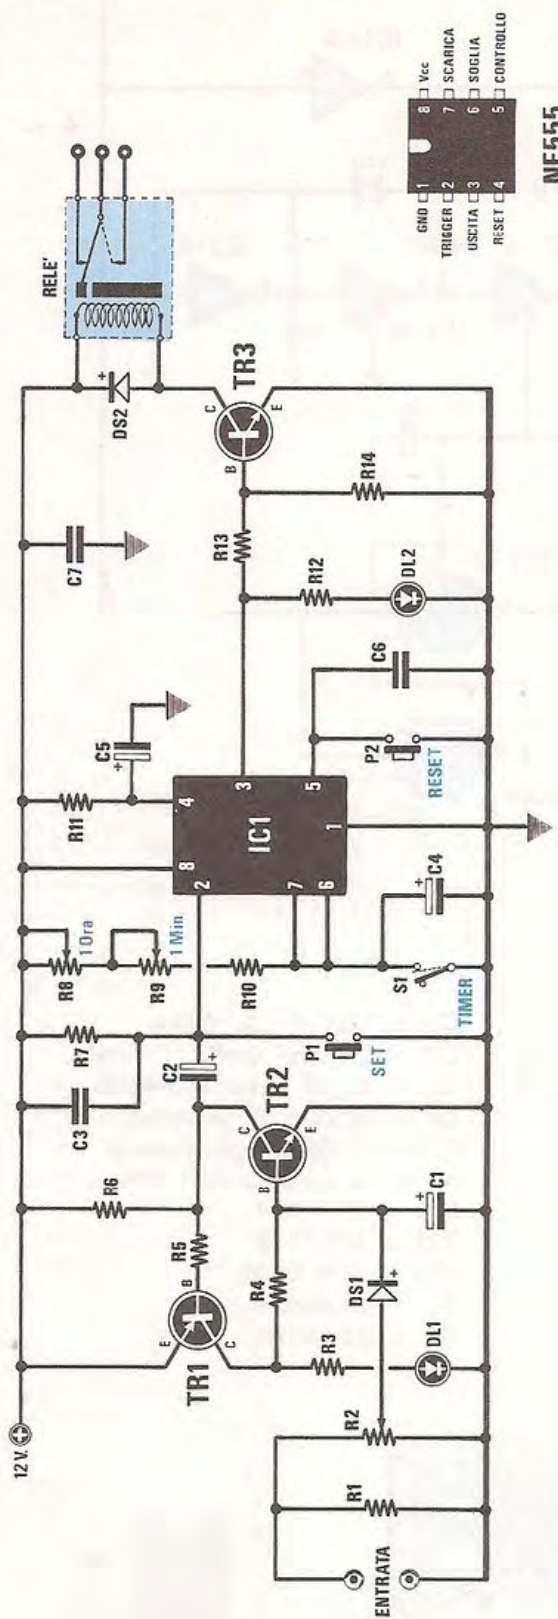 12 V.
ENTRATA
R1
R2
R3
DL1
DS1
+
C1
+
R4
TR1
E
B
C
R5
R6
TR2
B
C
E
C2
+
C3
R7
P1
SET
R8
1 Ora
R9
1 Min.
R10
S1
TIMER
C4
+
IC1
2
7
6
8
4
3
5
1
R11
C5
+
P2
RESET
C6
C7
R12
DL2
R13
R14
TR3
B
C
E
DS2
+
RELE'
GND 1
TRIGGER 2
USCITA 3
RESET 4
8 Vcc
7 SCARICA
6 SOGLIA
5 CONTROLLO
NE555